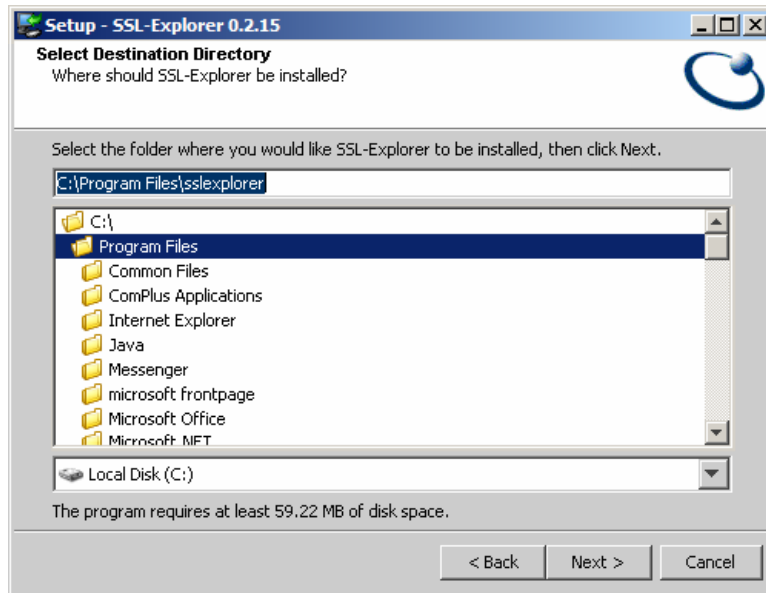 Setup - SSL-Explorer 0.2.15
Select Destination Directory
Where should SSL-Explorer be installed?
Select the folder where you would like SSL-Explorer to be installed, then click Next.
C:\Program Files\sslexplorer
C:\
Program Files
Common Files
ComPlus Applications
Internet Explorer
Java
Messenger
microsoft frontpage
Microsoft Office
Microsoft.NET
Local Disk (C:)
The program requires at least 59.22 MB of disk space.
< Back Next > Cancel